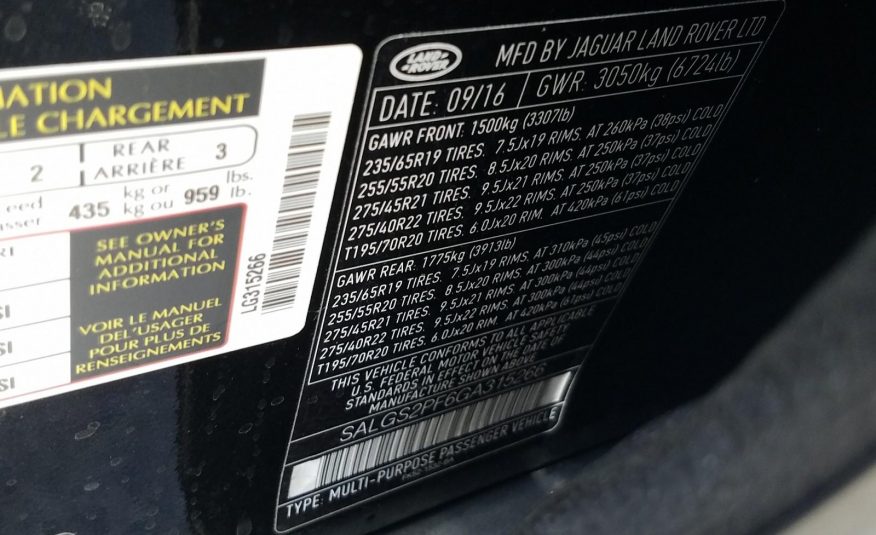 MATION
LE CHARGEMENT
2 REAR ARRIÈRE 3
435 kg or kg ou 959 lbs. lb.
SEE OWNER'S
MANUAL FOR
ADDITIONAL
INFORMATION
VOIR LE MANUEL
DEL'USAGER
POUR PLUS DE
RENSEIGNEMENTS
LG315266
LAND ROVER
MFD BY JAGUAR LAND ROVER LTD
DATE: 09/16 GWR: 3050kg (6724lb)
GAWR FRONT: 1500kg (3307lb)
235/65R19 TIRES. 7.5Jx19 RIMS. AT 260kPa (38psi) COLD
255/55R20 TIRES. 8.5Jx20 RIMS. AT 250kPa (37psi) COLD
275/45R21 TIRES. 9.5Jx21 RIMS. AT 250kPa (37psi) COLD
275/40R22 TIRES. 9.5Jx22 RIMS. AT 250kPa (37psi) COLD
T195/70R20 TIRES. 6.0Jx20 RIM. AT 420kPa (61psi) COLD
GAWR REAR: 1775kg (3913lb)
235/65R19 TIRES. 7.5Jx19 RIMS. AT 310kPa (45psi) COLD
255/55R20 TIRES. 8.5Jx20 RIMS. AT 300kPa (44psi) COLD
275/45R21 TIRES. 9.5Jx21 RIMS. AT 300kPa (44psi) COLD
275/40R22 TIRES. 9.5Jx22 RIMS. AT 300kPa (44psi) COLD
T195/70R20 TIRES. 6.0Jx20 RIM. AT 420kPa (61psi) COLD
THIS VEHICLE CONFORMS TO ALL APPLICABLE
U.S. FEDERAL MOTOR VEHICLE SAFETY
STANDARDS IN EFFECT ON THE DATE OF
MANUFACTURE SHOWN ABOVE
SALGS2PF6GA315266
TYPE: MULTI-PURPOSE PASSENGER VEHICLE